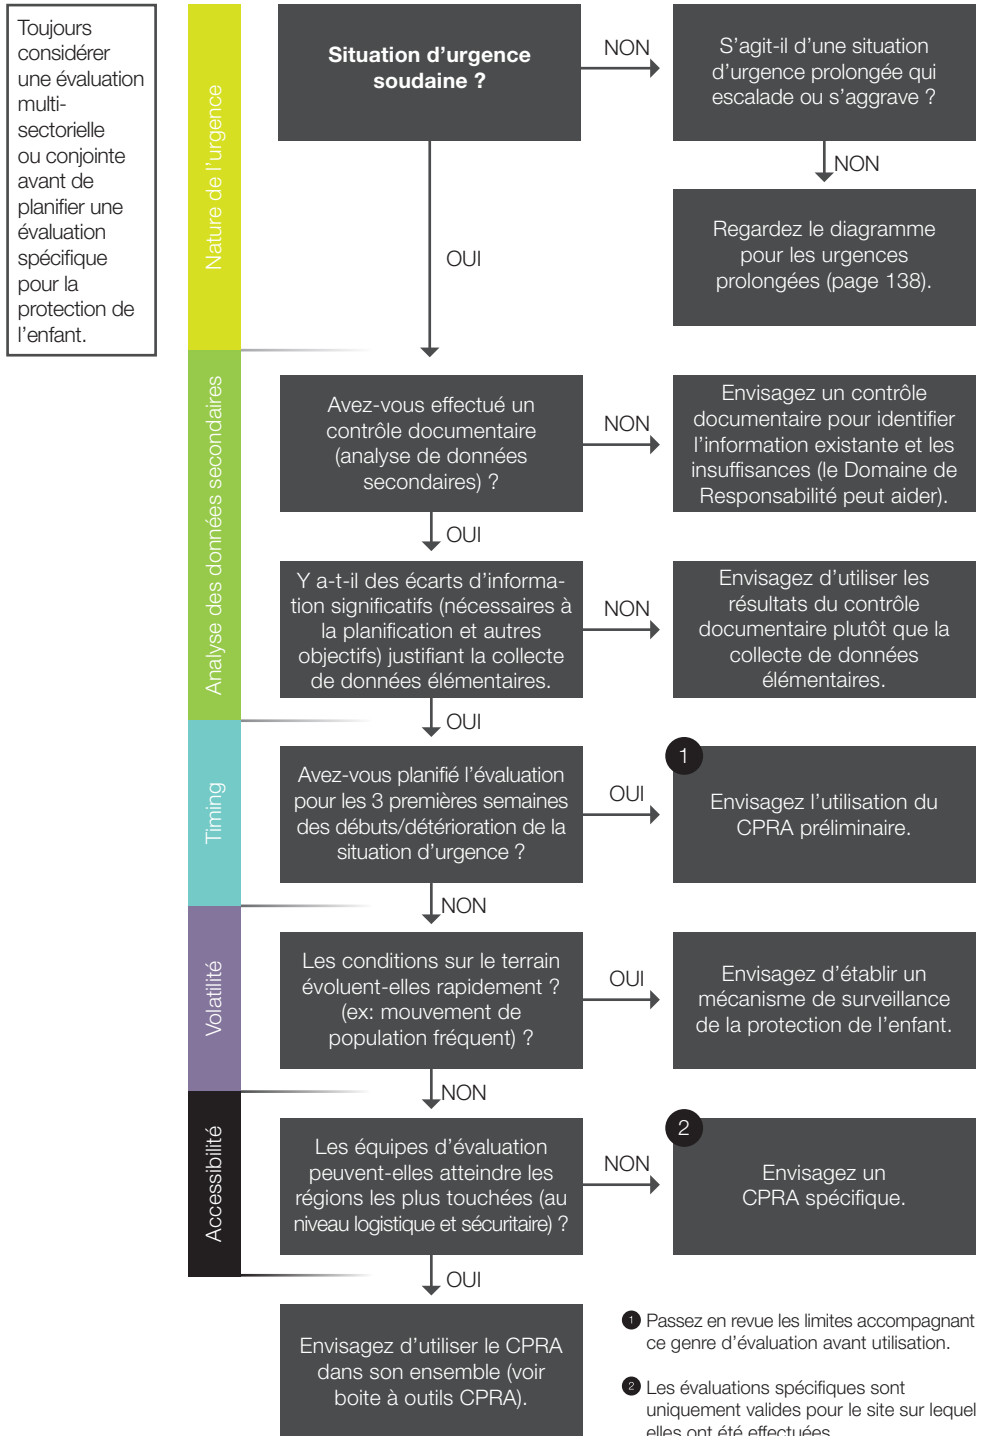 Toujours
considérer
une évaluation
multi-
sectorielle
ou conjointe
avant de
planifier une
évaluation
spécifique
pour la
protection de
l'enfant.
Nature de l'urgence
Situation d'urgence
soudaine ?
NON
S'agit-il d'une situation
d'urgence prolongée qui
escalade ou s'aggrave ?
NON
Regardez le diagramme
pour les urgences
prolongées (page 138).
OUI
Analyse des données secondaires
Avez-vous effectué un
contrôle documentaire
(analyse de données
secondaires) ?
NON
Envisagez un contrôle
documentaire pour identifier
l'information existante et les
insuffisances (le Domaine de
Responsabilité peut aider).
OUI
Y a-t-il des écarts d'informa-
tion significatifs (nécessaires à
la planification et autres
objectifs) justifiant la collecte
de données élémentaires.
NON
Envisagez d'utiliser les
résultats du contrôle
documentaire plutôt que la
collecte de données
élémentaires.
OUI
Timing
Avez-vous planifié l'évaluation
pour les 3 premières semaines
des débuts/détérioration de la
situation d'urgence ?
OUI
1
Envisagez l'utilisation du
CPRA préliminaire.
NON
Volatilité
Les conditions sur le terrain
évoluent-elles rapidement ?
(ex: mouvement de
population fréquent) ?
OUI
Envisagez d'établir un
mécanisme de surveillance
de la protection de l'enfant.
NON
Accessibilité
Les équipes d'évaluation
peuvent-elles atteindre les
régions les plus touchées (au
niveau logistique et sécuritaire) ?
NON
2
Envisagez un
CPRA spécifique.
OUI
Envisagez d'utiliser le CPRA
dans son ensemble (voir
boite à outils CPRA).
1 Passez en revue les limites accompagnant
ce genre d'évaluation avant utilisation.
2 Les évaluations spécifiques sont
uniquement valides pour le site sur lequel
elles ont été effectuées